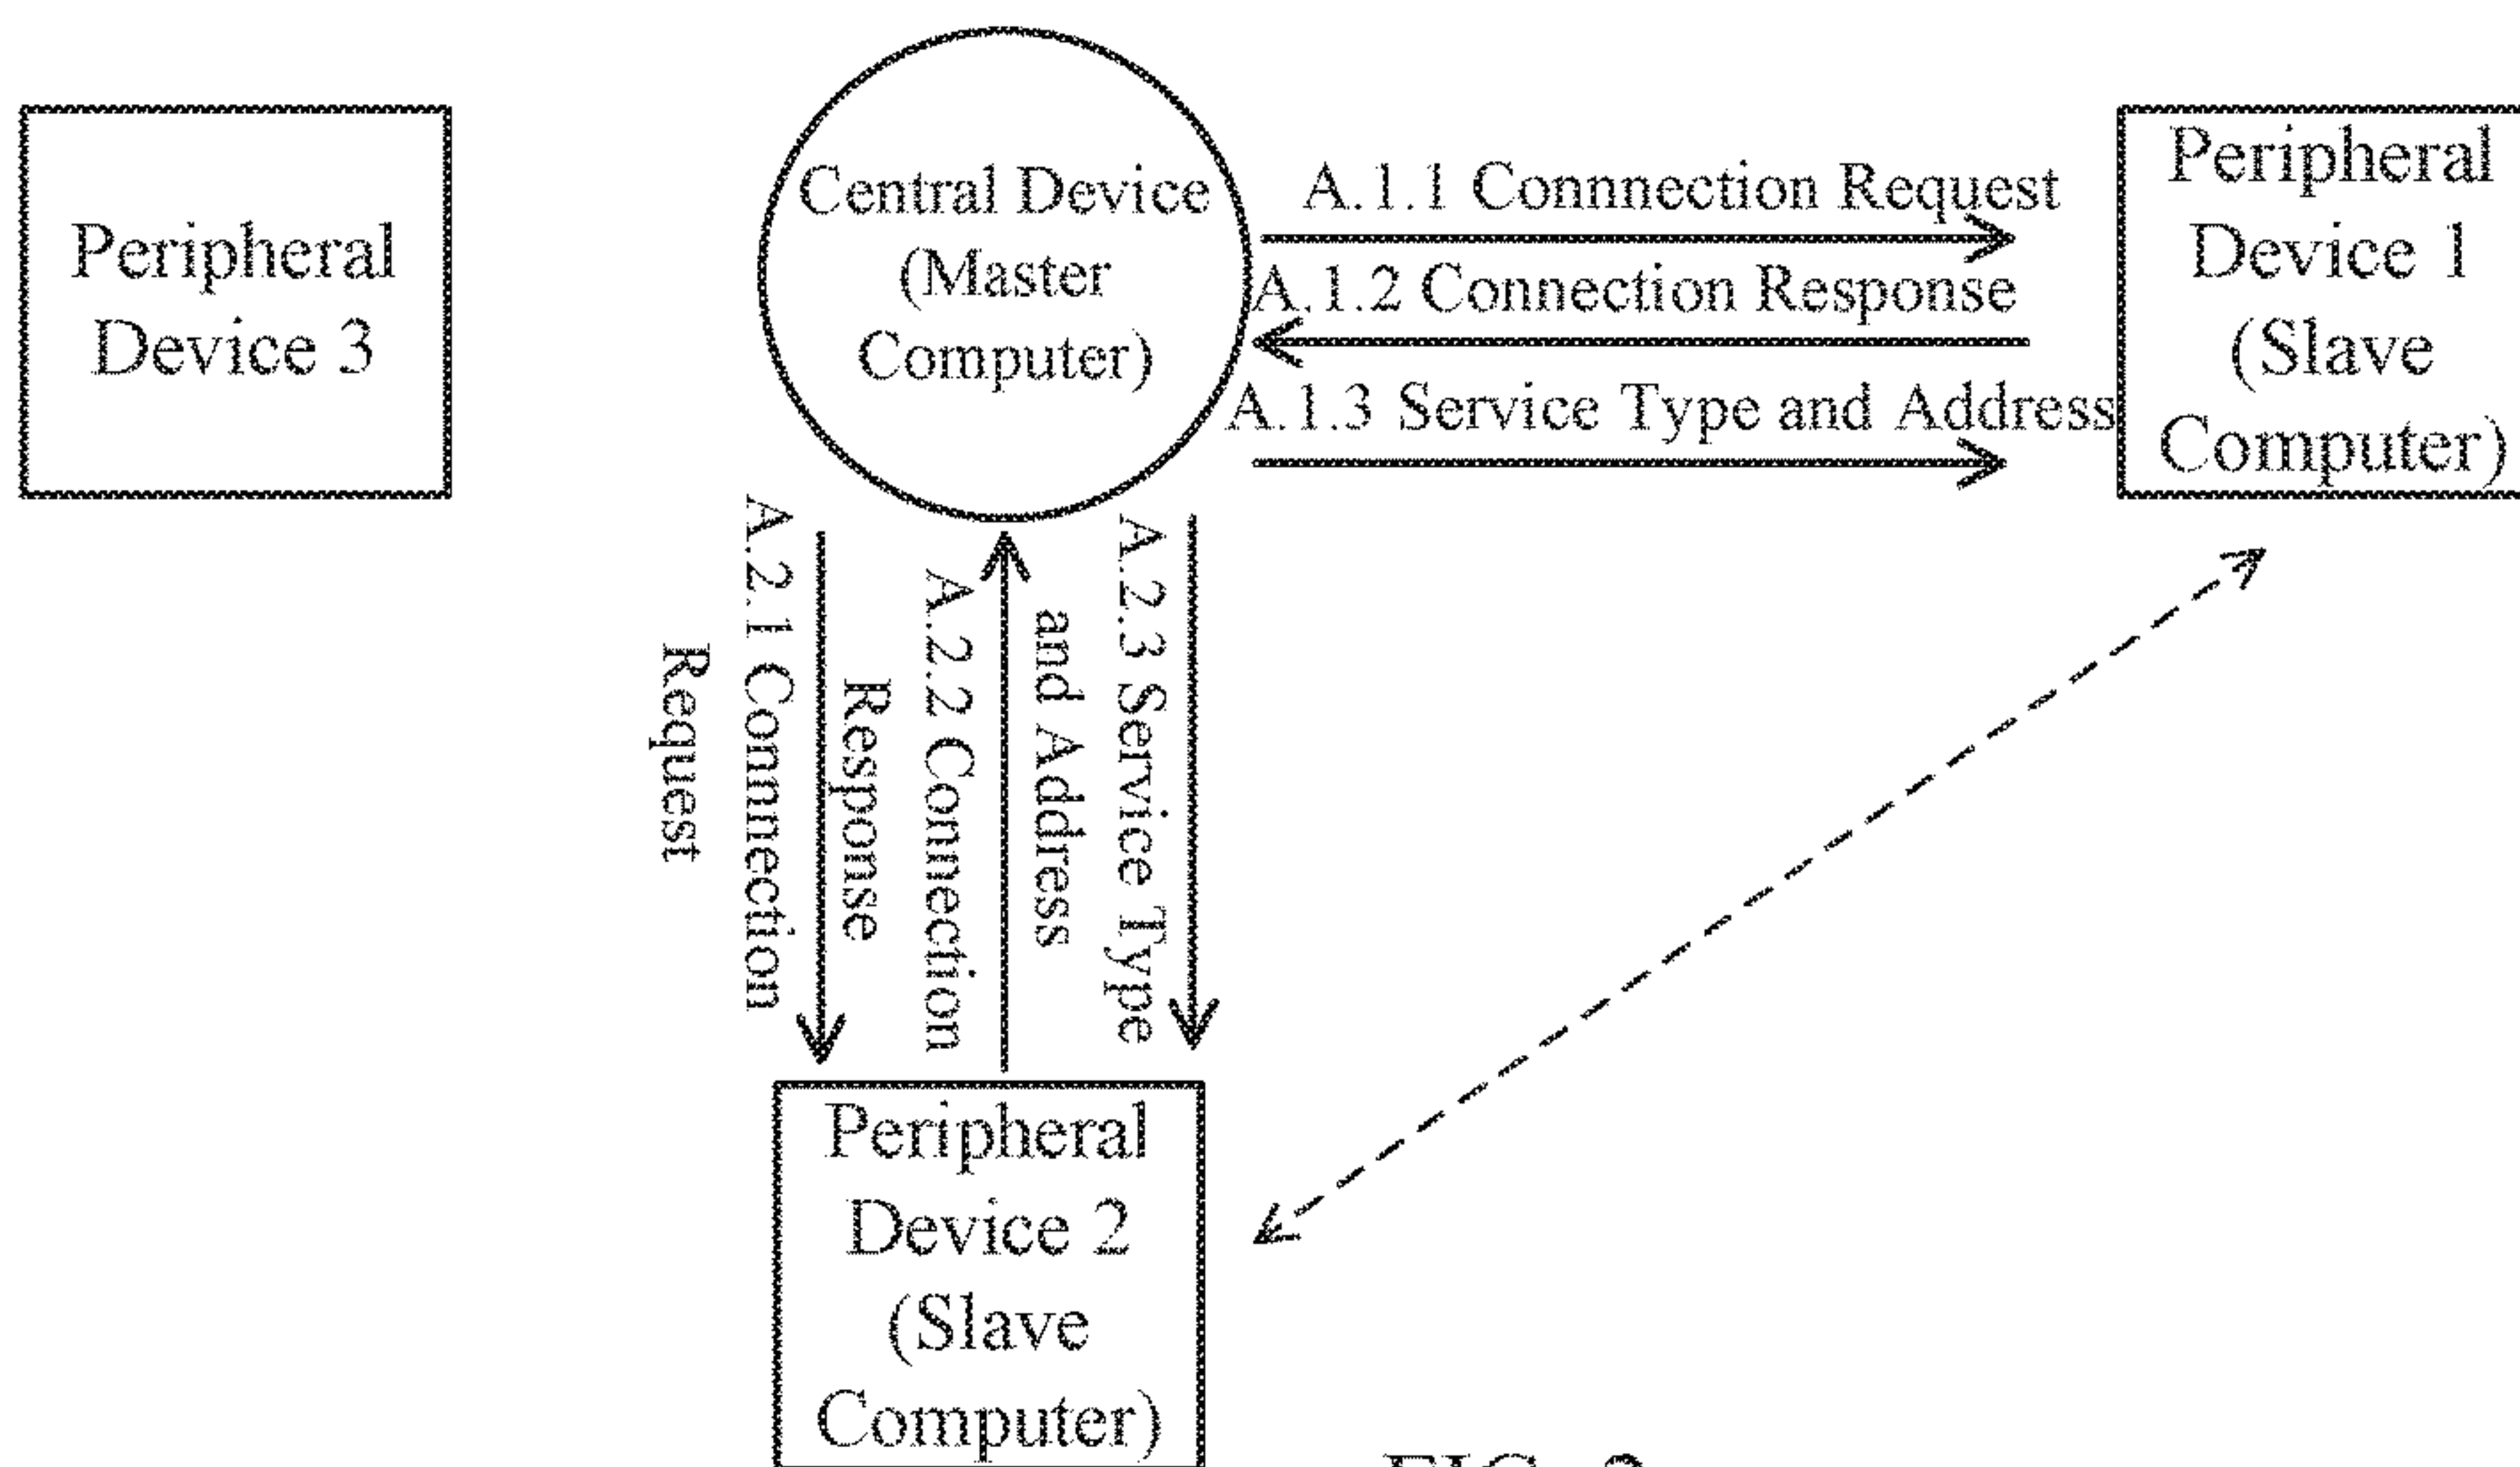 Peripheral
Device 3
Central Device
(Master
Computer)
A.1.1 Connnection Request
A.1.2 Connection Response
A.1.3 Service Type and Address
Peripheral
Device 1
(Slave
Computer)
A.2.1 Connection
Request
A.2.2 Connection
Response
A.2.3 Service Type
and Address
Peripheral
Device 2
(Slave
Computer)
FIG.